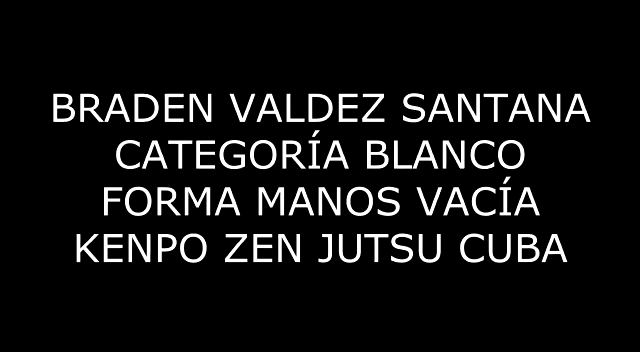 BRADEN VALDEZ SANTANA
CATEGORÍA BLANCO
FORMA MANOS VACÍA
KENPO ZEN JUTSU CUBA